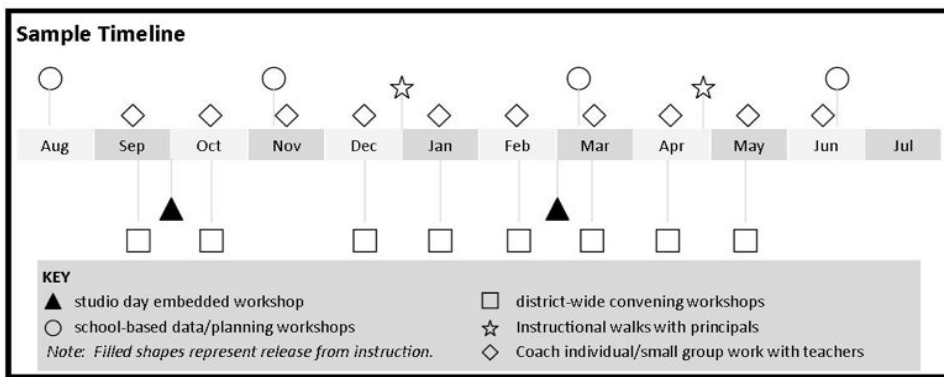 Sample Timeline
Aug Sep Oct Nov Dec Jan Feb Mar Apr May Jun Jul
KEY
studio day embedded workshop
district-wide convening workshops
school-based data/planning workshops
Instructional walks with principals
Note: Filled shapes represent release from instruction.
Coach individual/small group work with teachers